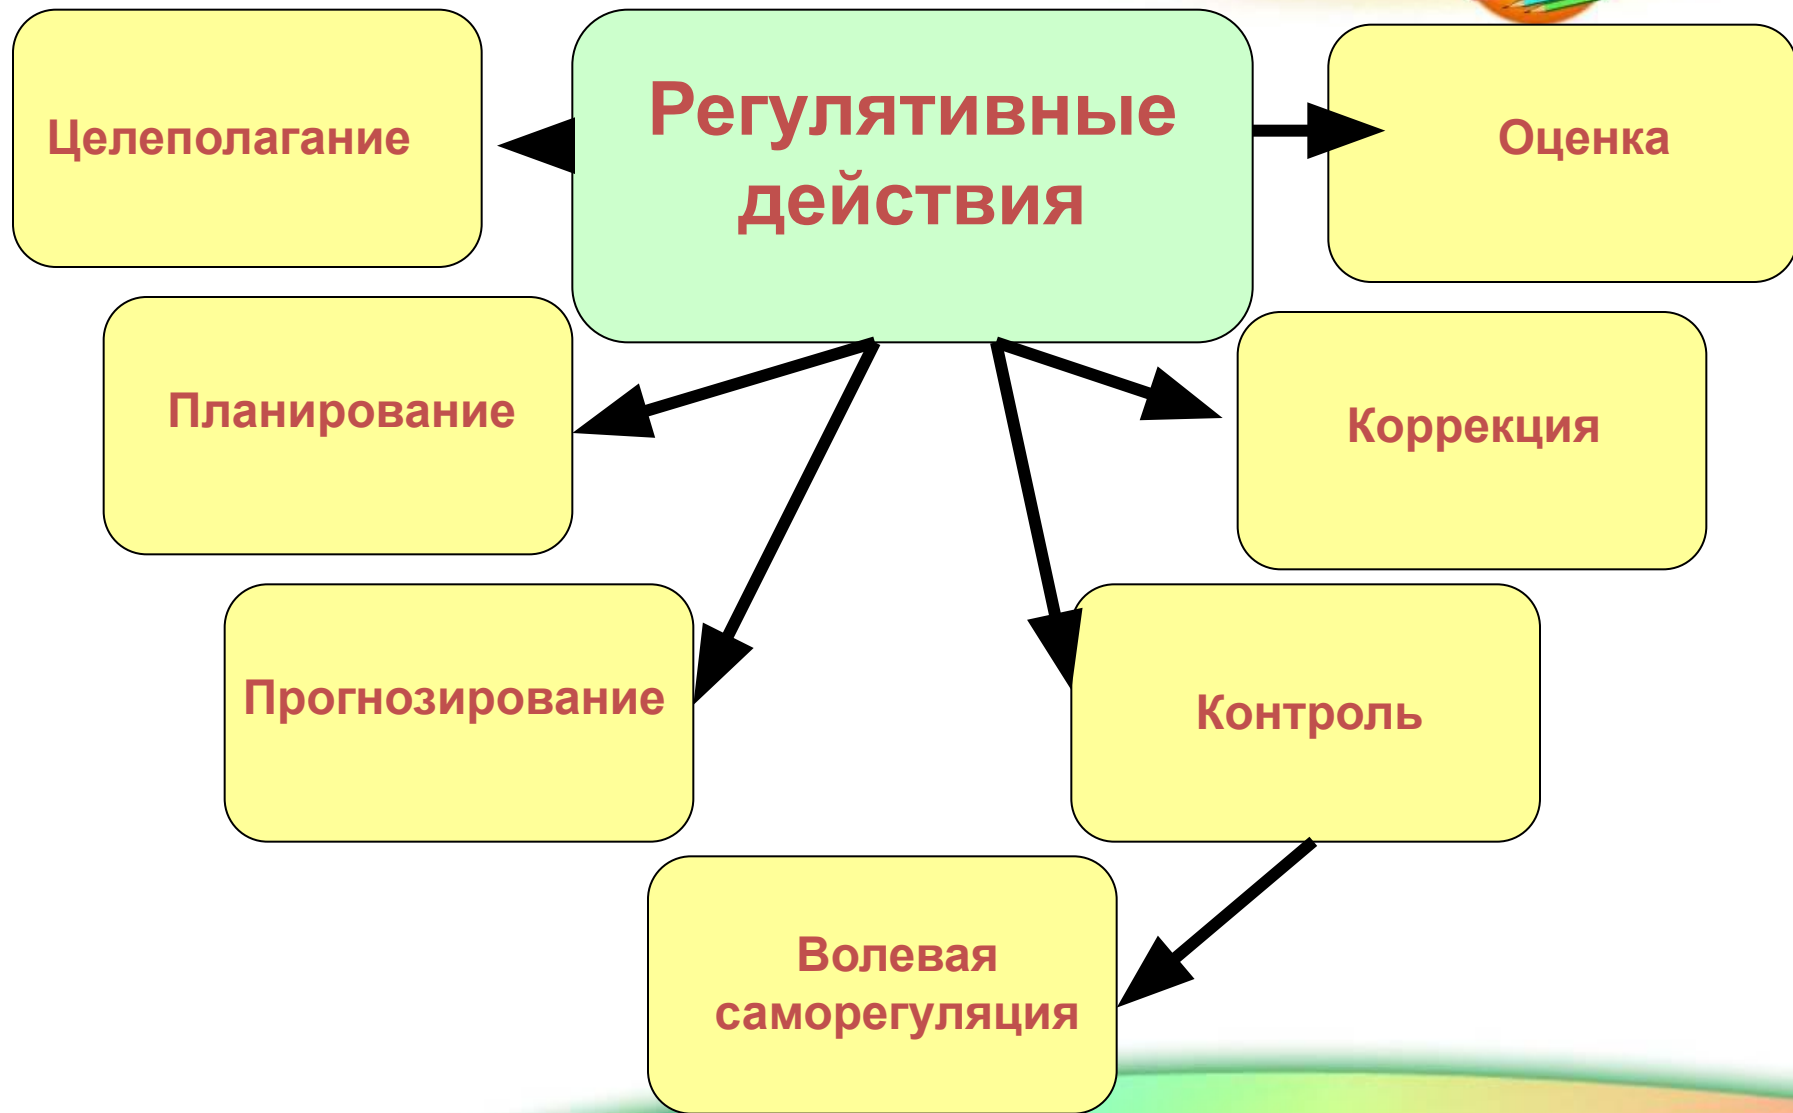 Регулятивные
действия
Целеполагание
Оценка
Планирование
Коррекция
Прогнозирование
Контроль
Волевая
саморегуляция